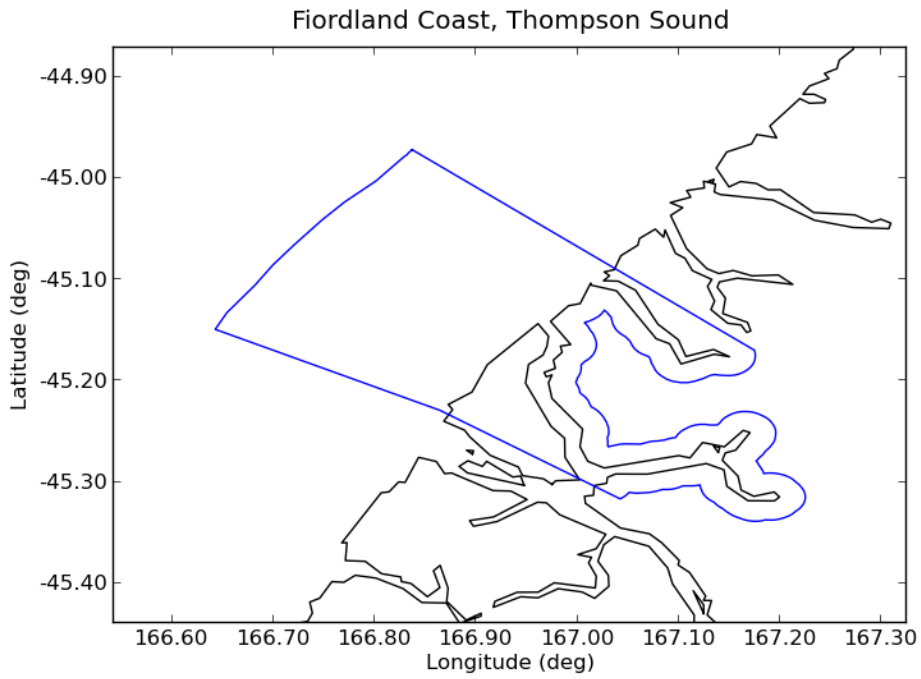 Fiordland Coast, Thompson Sound
Latitude (deg)
-44.90
-45.00
-45.10
-45.20
-45.30
-45.40
166.60 166.70 166.80 166.90 167.00 167.10 167.20 167.30
Longitude (deg)